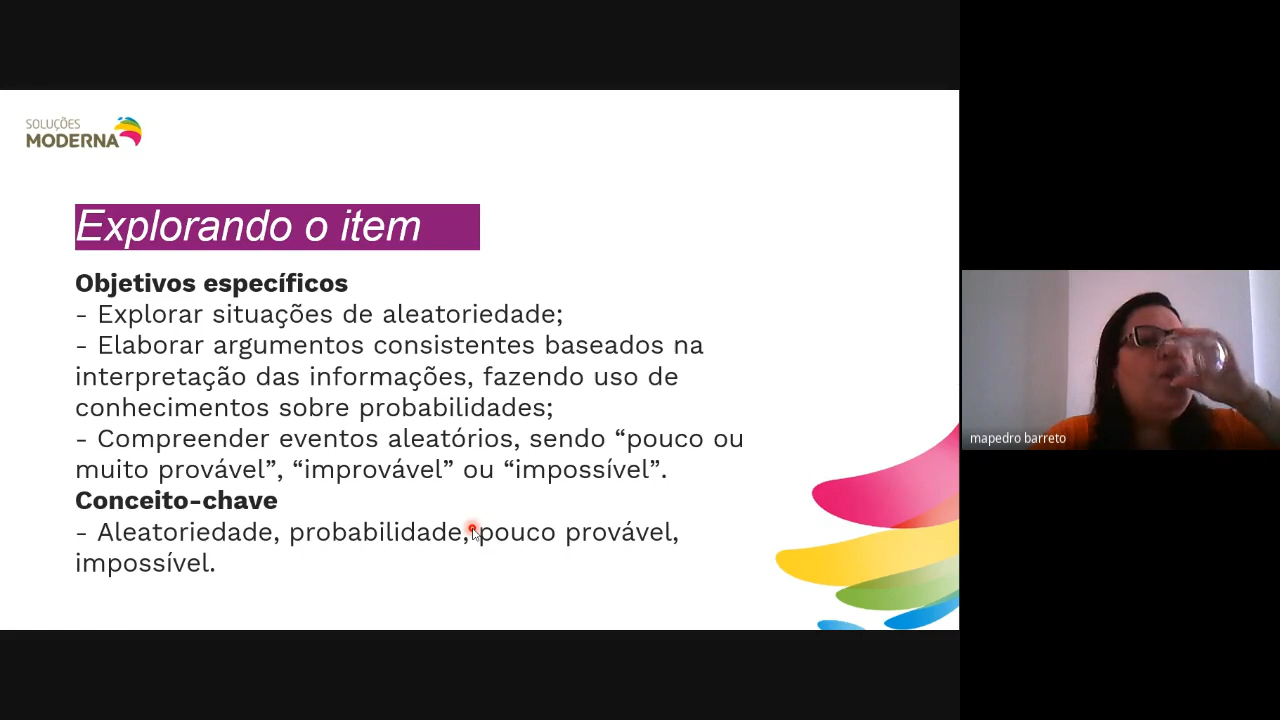 SOLUÇÕES
MODERNA
Explorando o item
Objetivos específicos
- Explorar situações de aleatoriedade;
- Elaborar argumentos consistentes baseados na
interpretação das informações, fazendo uso de
conhecimentos sobre probabilidades;
- Compreender eventos aleatórios, sendo “pouco ou
muito provável”, “improvável” ou “impossível”.
Conceito-chave
- Aleatoriedade, probabilidade, pouco provável,
impossível.
mapedro barreto